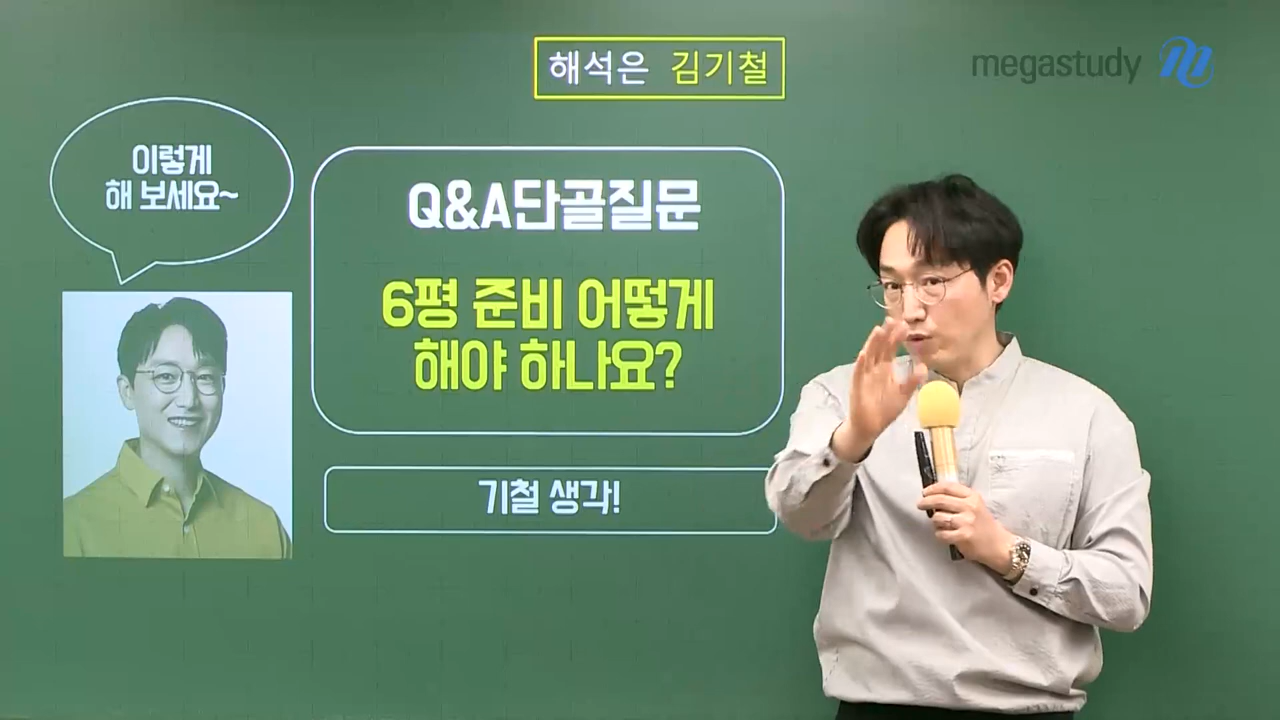 해석은 김기철
megastudy
이렇게
해 보세요~
Q&A단골질문
6평 준비 어떻게
해야 하나요?
기철 생각!